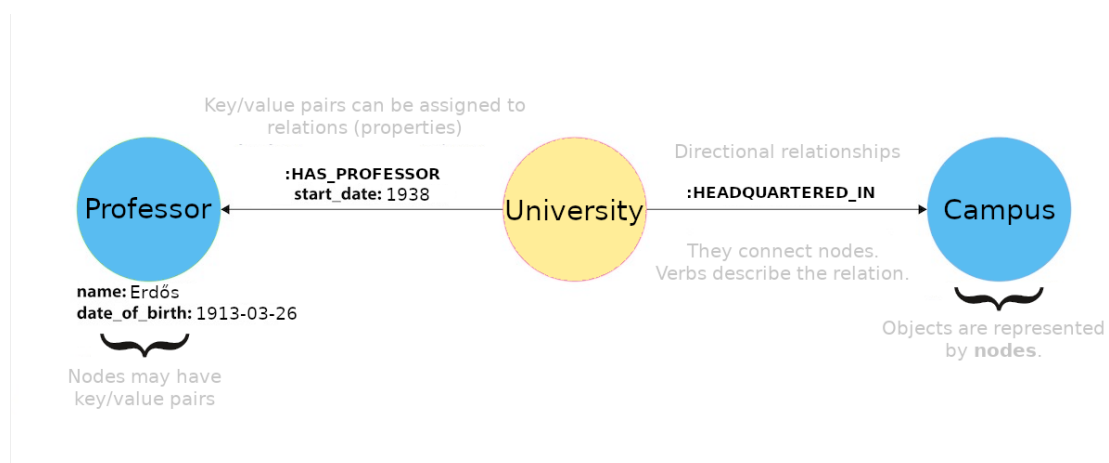 Key/value pairs can be assigned to
relations (properties)
:HAS_PROFESSOR
start_date: 1938
Directional relationships
:HEADQUARTERED_IN
Professor
University
Campus
They connect nodes.
Verbs describe the relation.
name: Erdős
date_of_birth: 1913-03-26
Nodes may have
key/value pairs
Objects are represented
by nodes.